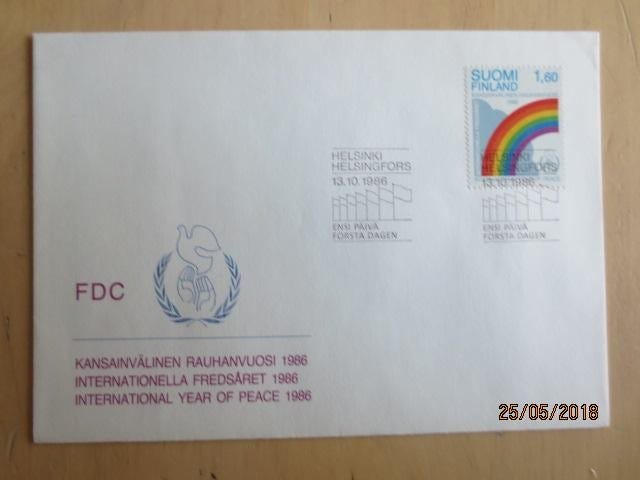 SUOMI 1,60
FINLAND
KANSAINVÄLINEN RAUHANVUOSI
1986
HELSINKI
HELSINGFORS
13.10.1986
ENSI PÄIVÄ
FÖRSTA DAGEN
HELSINKI
HELSINGFORS
13.10.1986
ENSI PÄIVÄ
FÖRSTA DAGEN
FDC
KANSAINVÄLINEN RAUHANVUOSI 1986
INTERNATIONELLA FREDSÅRET 1986
INTERNATIONAL YEAR OF PEACE 1986
25/05/2018